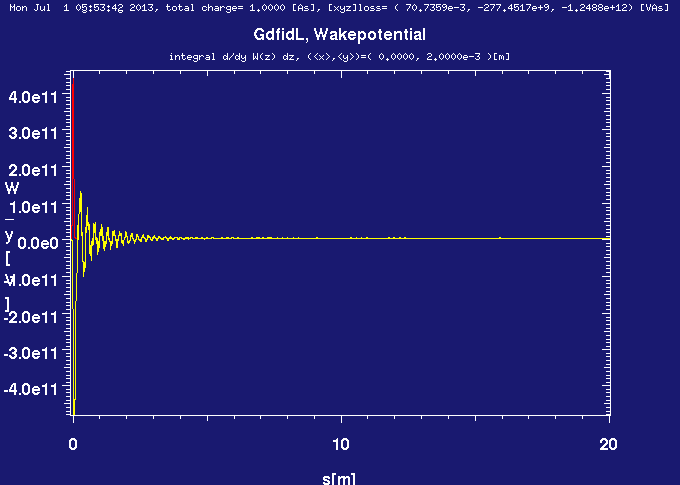 Mon Jul  1 05:53:42 2013, total charge= 1.0000 [As], [xyz]loss= ( 70.7359e-3, -277.4517e+9, -1.2488e+12) [VAs]
GdfidL, Wakepotential
integral d/dy W(z) dz, (<x>,<y>)=( 0.0000, 2.0000e-3 )[m]
4.0e11
3.0e11
2.0e11
W
1.0e11
_
y
0.0e0
[
-1.0e11
V
]
-2.0e11
-3.0e11
-4.0e11
0
10
20
s[m]